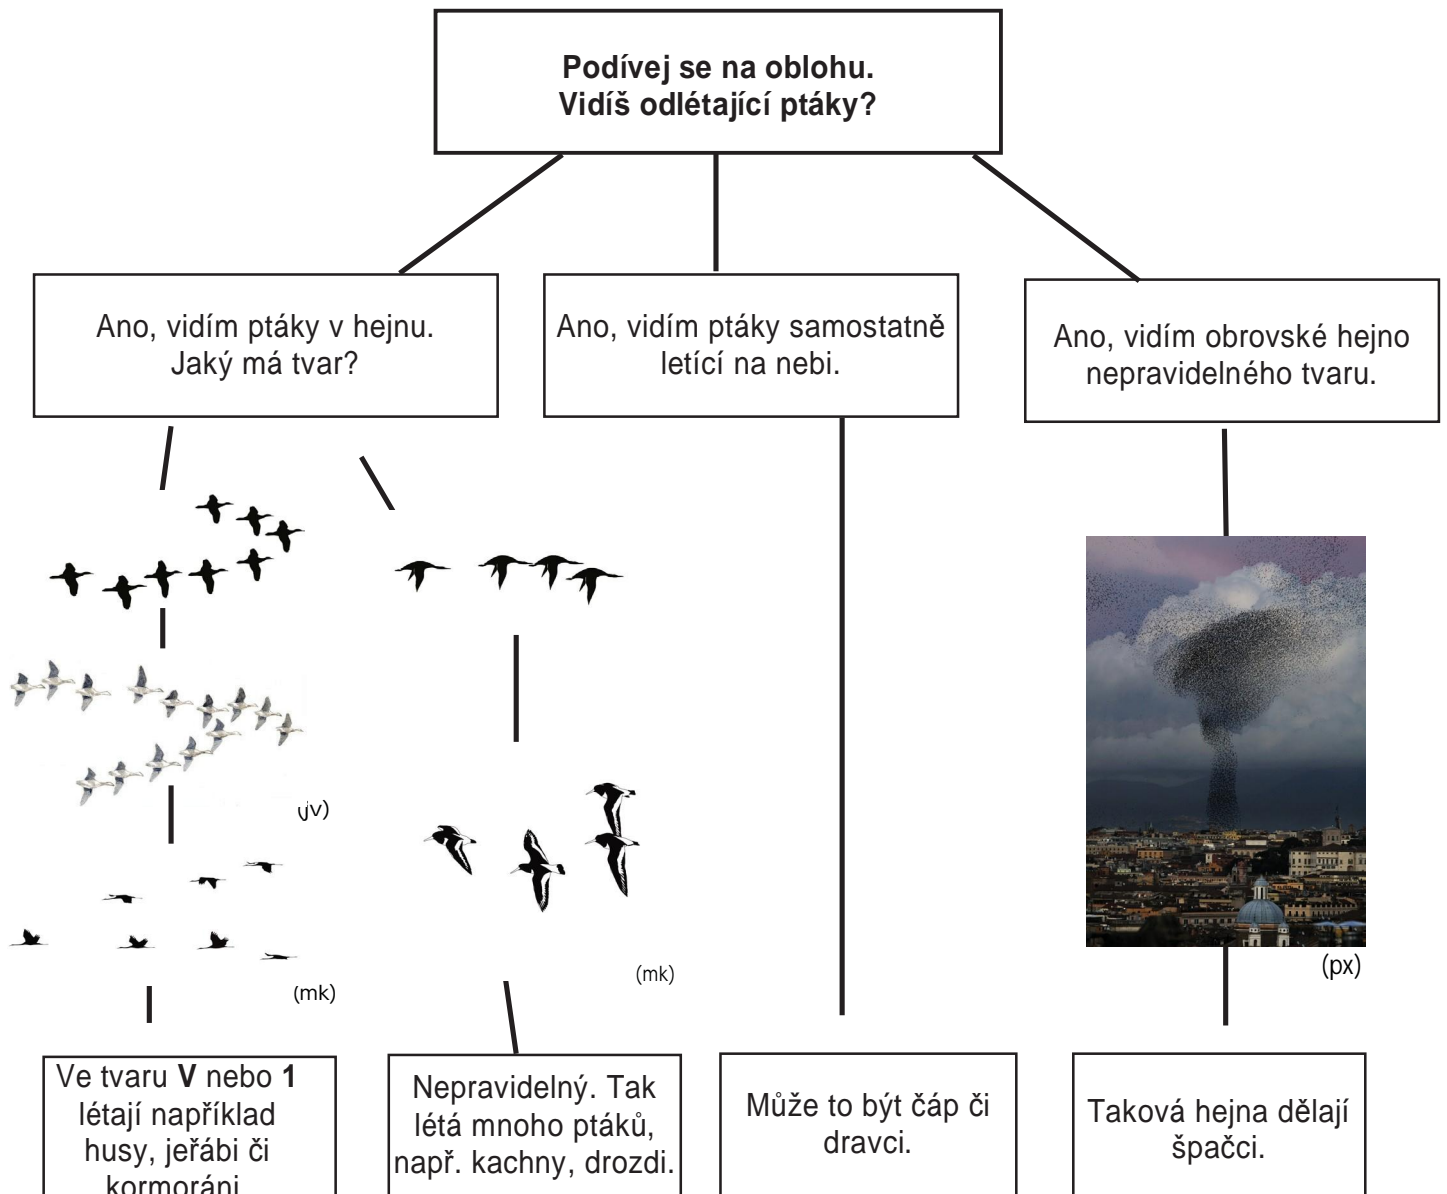 Podívej se na oblohu.
Vidíš odlétající ptáky?
Ano, vidím ptáky v hejnu.
Jaký má tvar?
Ano, vidím ptáky samostatně
letící na nebi.
Ano, vidím obrovské hejno
nepravidelného tvaru.
(jv)
(mk)
(mk)
(px)
Ve tvaru V nebo 1
létají například
husy, jeřábi či
kormoráni
Nepravidelný. Tak
létá mnoho ptáků,
např. kachny, drozdi.
Může to být čáp či
dravci.
Taková hejna dělají
špačci.